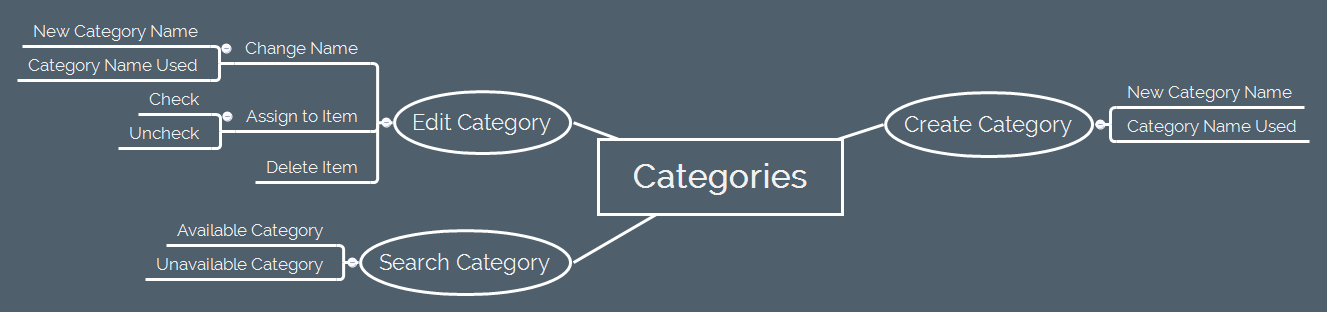 New Category Name
Change Name
Category Name Used
Check
Assign to Item
Uncheck
Delete Item
Edit Category
Available Category
Unavailable Category
Search Category
Categories
Create Category
New Category Name
Category Name Used